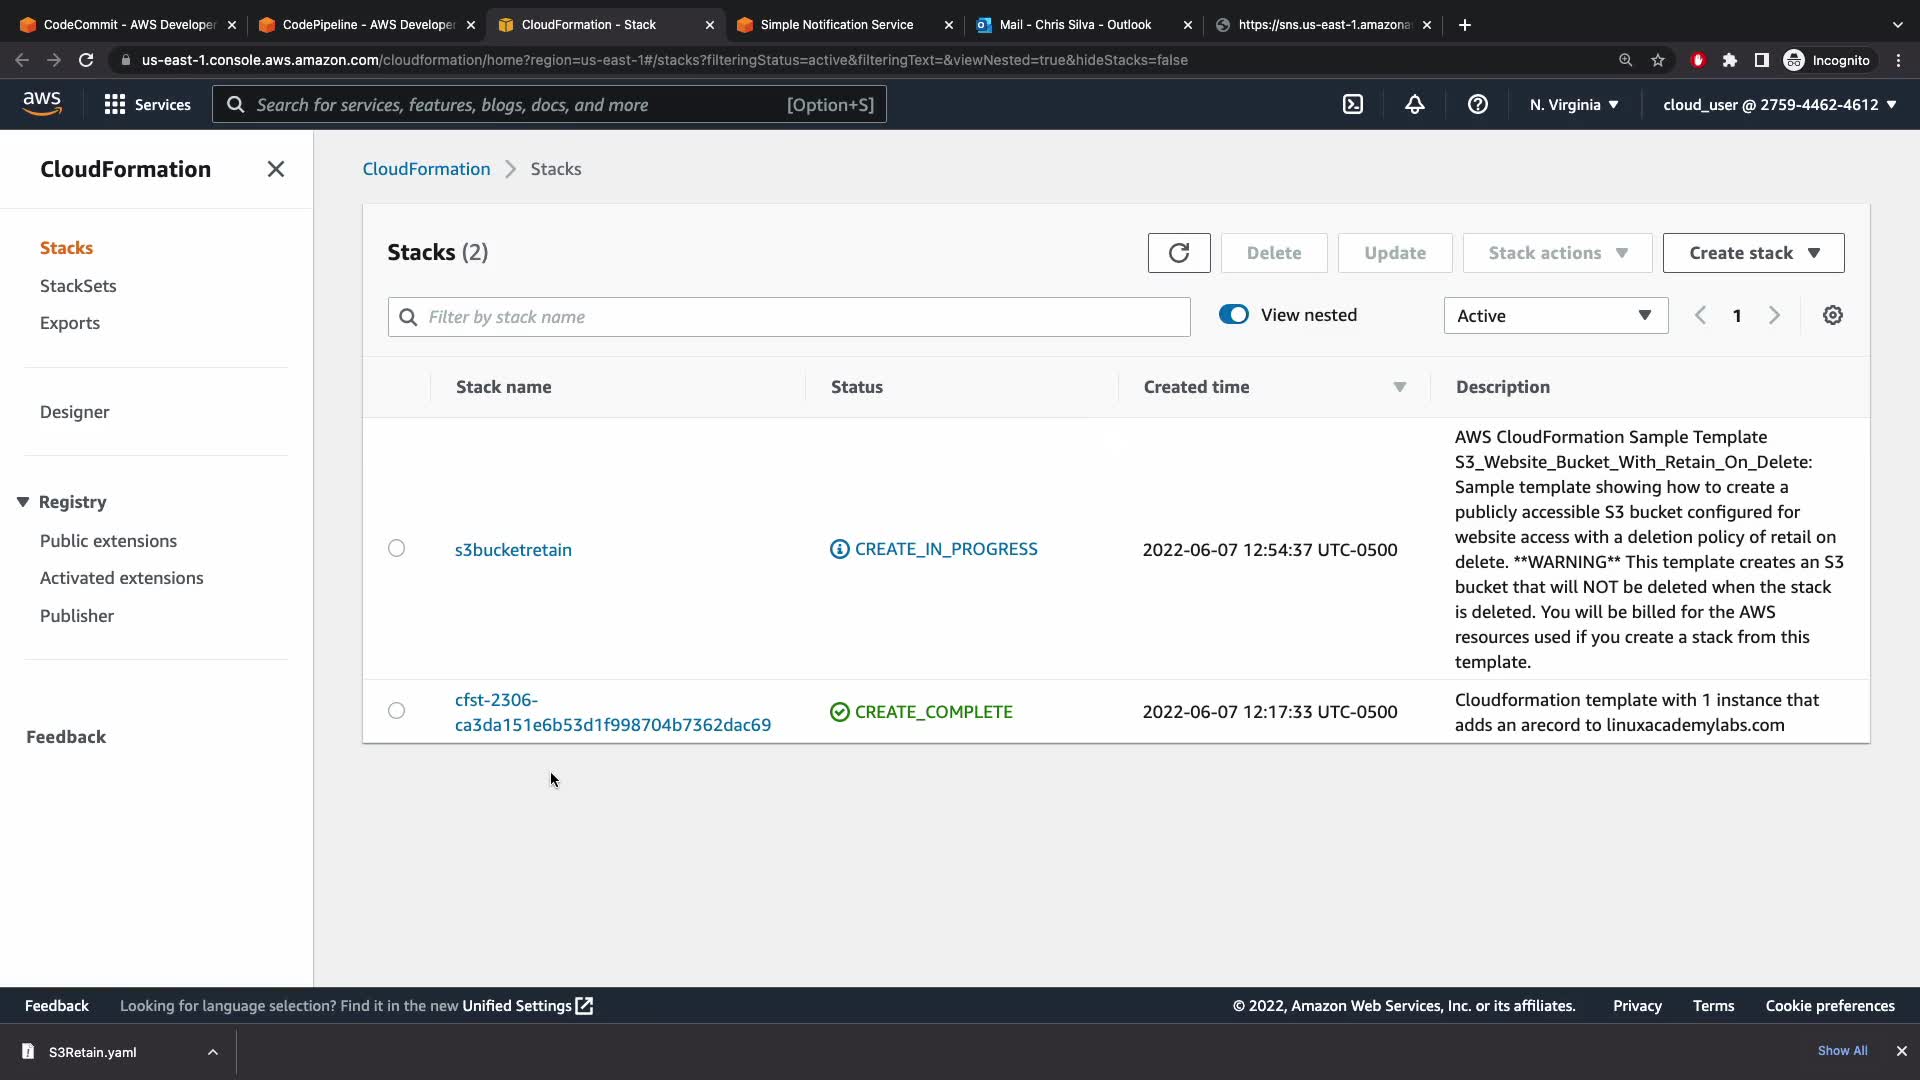 CodeCommit - AWS Developer
CodePipeline - AWS Developer
CloudFormation - Stack
Simple Notification Service
Mail - Chris Silva - Outlook
https://sns.us-east-1.amazona
us-east-1.console.aws.amazon.com/cloudformation/home?region=us-east-1#/stacks?filteringStatus=active&filteringText=&viewNested=true&hideStacks=false
Incognito
aws
Services
Search for services, features, blogs, docs, and more
[Option+S]
N. Virginia
cloud_user @ 2759-4462-4612
CloudFormation
Stacks
StackSets
Exports
Designer
Registry
Public extensions
Activated extensions
Publisher
Feedback
CloudFormation
Stacks
Stacks (2)
Delete
Update
Stack actions
Create stack
Filter by stack name
View nested
Active
1
Stack name
Status
Created time
Description
s3bucketretain
CREATE_IN_PROGRESS
2022-06-07 12:54:37 UTC-0500
AWS CloudFormation Sample Template
S3_Website_Bucket_With_Retain_On_Delete:
Sample template showing how to create a
publicly accessible S3 bucket configured for
website access with a deletion policy of retail on
delete. **WARNING** This template creates an S3
bucket that will NOT be deleted when the stack
is deleted. You will be billed for the AWS
resources used if you create a stack from this
template.
cfst-2306-
ca3da151e6b53d1f998704b7362dac69
CREATE_COMPLETE
2022-06-07 12:17:33 UTC-0500
Cloudformation template with 1 instance that
adds an arecord to linuxacademylabs.com
Feedback
Looking for language selection? Find it in the new Unified Settings
© 2022, Amazon Web Services, Inc. or its affiliates.
Privacy
Terms
Cookie preferences
S3Retain.yaml
Show All